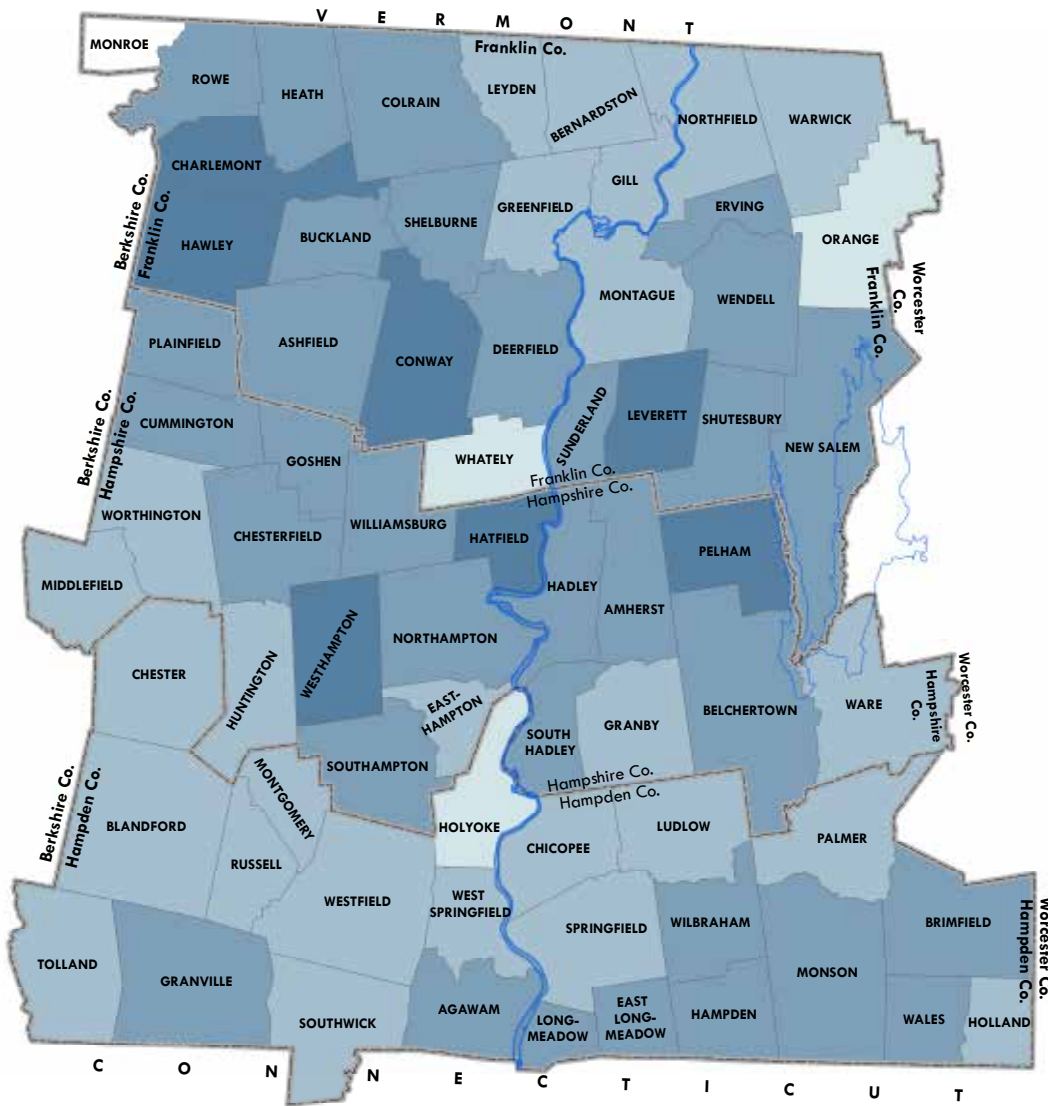 VERMONT
MONROE
Franklin Co.
ROWE
HEATH
COLRAIN
LEYDEN
BERNARDSTON
NORTHFIELD
WARWICK
CHARLEMONT
GILL
GREENFIELD
ERVING
SHELBURNE
BUCKLAND
HAWLEY
ORANGE
Berkshire Co.
Franklin Co.
MONTAGUE
WENDELL
Franklin Co.
Worcester
Co.
PLAINFIELD
ASHFIELD
CONWAY
DEERFIELD
SUNDERLAND
LEVERETT
SHUTESBURY
NEW SALEM
CUMMINGTON
GOSHEN
WHATELY
Berkshire Co.
Hampshire Co.
Franklin Co.
Hampshire Co.
WORTHINGTON
CHESTERFIELD
WILLIAMSBURG
HATFIELD
PELHAM
MIDDLEFIELD
HADLEY
AMHERST
NORTHAMPTON
WESTHAMPTON
CHESTER
HUNTINGTON
EAST-
HAMPTON
BELCHERTOWN
WARE
Hampshire
Co.
Worcester Co.
SOUTH
HADLEY
GRANBY
SOUTHAMPTON
Hampshire Co.
Hampden Co.
MONTGOMERY
Berkshire Co.
Hampden Co.
BLANDFORD
RUSSELL
HOLYOKE
CHICOPEE
LUDLOW
PALMER
WESTFIELD
WEST
SPRINGFIELD
SPRINGFIELD
WILBRAHAM
BRIMFIELD
Hampden Co.
Worcester Co.
TOLLAND
GRANVILLE
MONSON
SOUTHWICK
AGAWAM
LONG-
MEADOW
EAST
LONG-
MEADOW
HAMPDEN
WALES
HOLLAND
CONNECTICUT